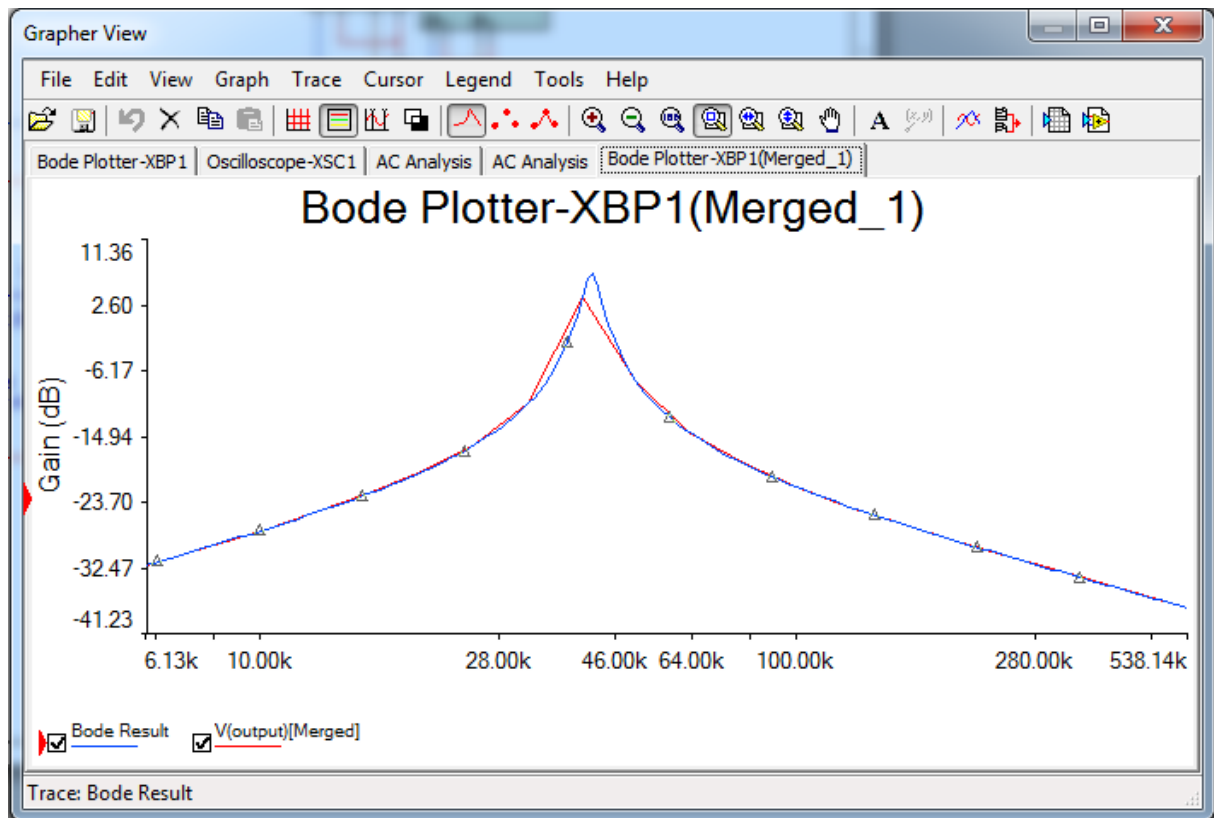 Grapher View
File Edit View Graph Trace Cursor Legend Tools Help
A (x,y)
Bode Plotter-XBP1 Oscilloscope-XSC1 AC Analysis AC Analysis Bode Plotter-XBP1(Merged_1)
Bode Plotter-XBP1(Merged_1)
Gain (dB)
11.36
2.60
-6.17
-14.94
-23.70
-32.47
-41.23
6.13k 10.00k 28.00k 46.00k 64.00k 100.00k 280.00k 538.14k
Bode Result V(output)[Merged]
Trace: Bode Result